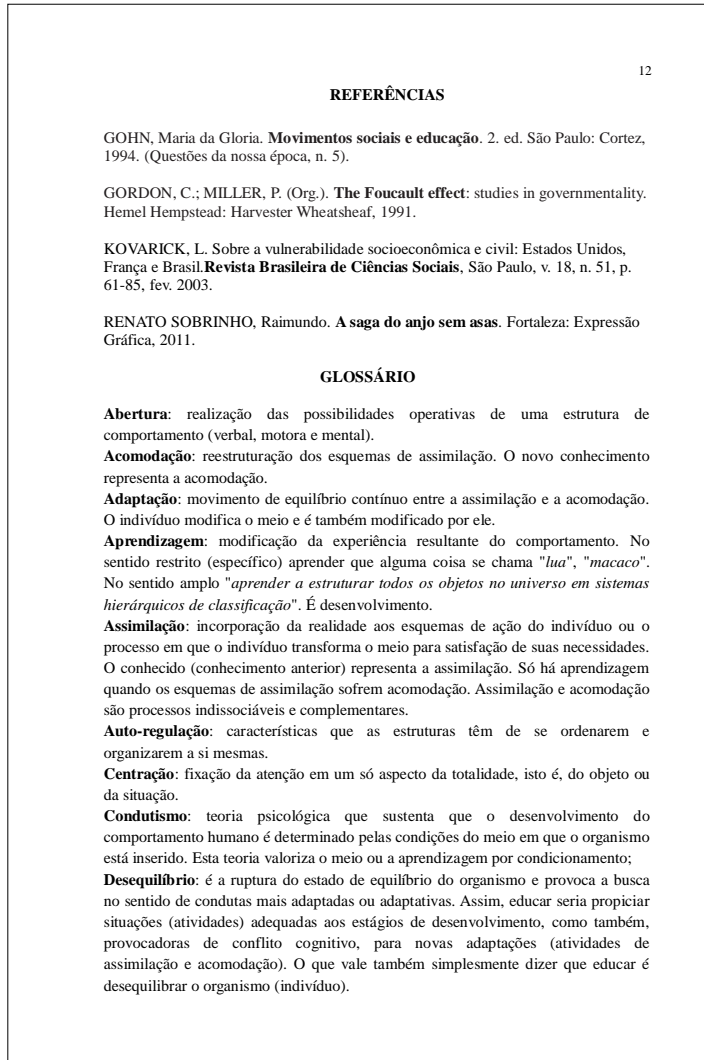 12
REFERÊNCIAS
GOHN, Maria da Gloria. Movimentos sociais e educação. 2. ed. São Paulo: Cortez,
1994. (Questões da nossa época, n. 5).
GORDON, C.; MILLER, P. (Org.). The Foucault effect: studies in governmentality.
Hemel Hempstead: Harvester Wheatsheaf, 1991.
KOVARICK, L. Sobre a vulnerabilidade socioeconômica e civil: Estados Unidos,
França e Brasil.Revista Brasileira de Ciências Sociais, São Paulo, v. 18, n. 51, p.
61-85, fev. 2003.
RENATO SOBRINHO, Raimundo. A saga do anjo sem asas. Fortaleza: Expressão
Gráfica, 2011.
GLOSSÁRIO
Abertura: realização das possibilidades operativas de uma estrutura de
comportamento (verbal, motora e mental).
Acomodação: reestruturação dos esquemas de assimilação. O novo conhecimento
representa a acomodação.
Adaptação: movimento de equilíbrio contínuo entre a assimilação e a acomodação.
O indivíduo modifica o meio e é também modificado por ele.
Aprendizagem: modificação da experiência resultante do comportamento. No
sentido restrito (específico) aprender que alguma coisa se chama "lua", "macaco".
No sentido amplo "aprender a estruturar todos os objetos no universo em sistemas
hierárquicos de classificação". É desenvolvimento.
Assimilação: incorporação da realidade aos esquemas de ação do indivíduo ou o
processo em que o indivíduo transforma o meio para satisfação de suas necessidades.
O conhecido (conhecimento anterior) representa a assimilação. Só há aprendizagem
quando os esquemas de assimilação sofrem acomodação. Assimilação e acomodação
são processos indissociáveis e complementares.
Auto-regulação: características que as estruturas têm de se ordenarem e
organizarem a si mesmas.
Centração: fixação da atenção em um só aspecto da totalidade, isto é, do objeto ou
da situação.
Condutismo: teoria psicológica que sustenta que o desenvolvimento do
comportamento humano é determinado pelas condições do meio em que o organismo
está inserido. Esta teoria valoriza o meio ou a aprendizagem por condicionamento;
Desequilíbrio: é a ruptura do estado de equilíbrio do organismo e provoca a busca
no sentido de condutas mais adaptadas ou adaptativas. Assim, educar seria propiciar
situações (atividades) adequadas aos estágios de desenvolvimento, como também,
provocadoras de conflito cognitivo, para novas adaptações (atividades de
assimilação e acomodação). O que vale também simplesmente dizer que educar é
desequilibrar o organismo (indivíduo).